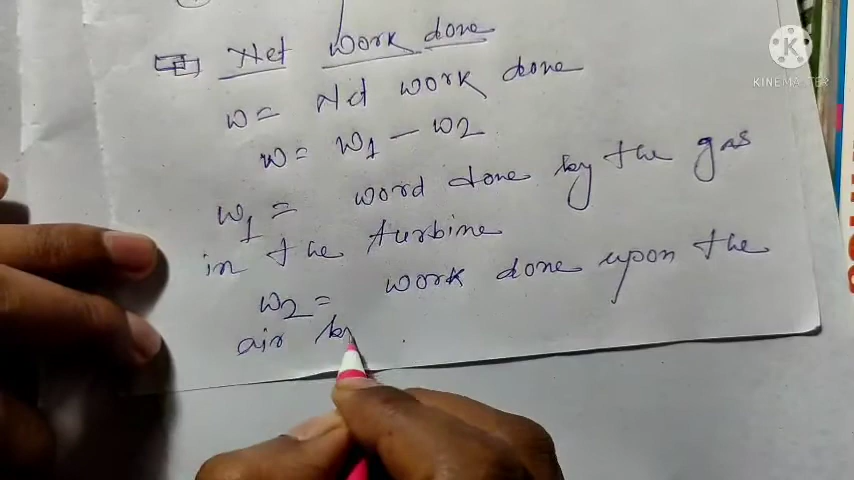 Net work done
w = Net work done
w = w1 - w2
w1 = word done by the gas
in the turbine
w2 = work done upon the
air by
KINEMASTER